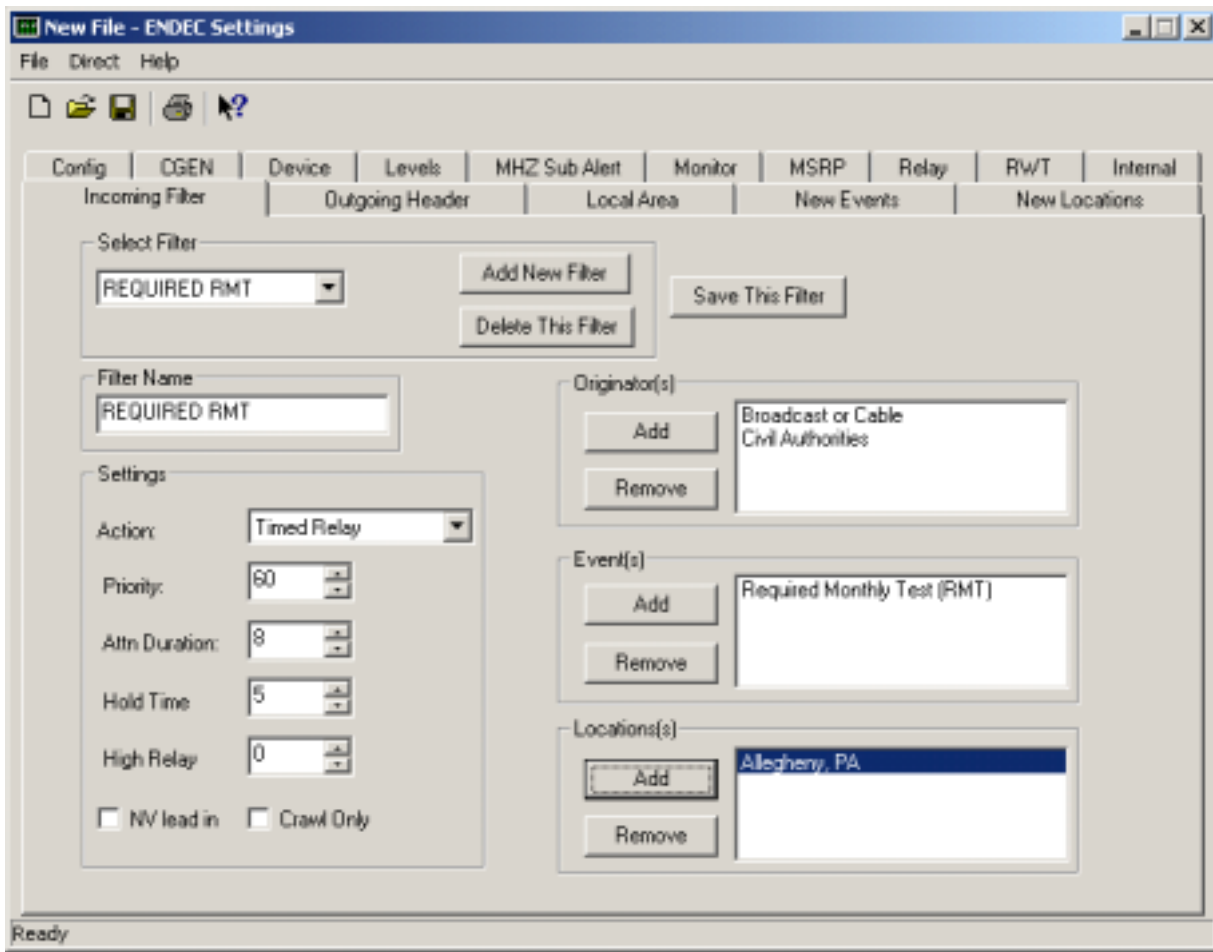 New File - ENDEC Settings
File Direct Help
Config CGEN Device Levels MHZ Sub Alert Monitor MSRP Relay RWT Internal
Incoming Filter Outgoing Header Local Area New Events New Locations
Select Filter
REQUIRED RMT
Add New Filter
Delete This Filter
Save This Filter
Filter Name
REQUIRED RMT
Settings
Action: Timed Relay
Priority: 60
Attn Duration: 8
Hold Time 5
High Relay 0
NV lead in Crawl Only
Originator(s)
Add
Remove
Broadcast or Cable
Civil Authorities
Event(s)
Add
Remove
Required Monthly Test (RMT)
Locations(s)
Add
Remove
Allegheny, PA
Ready